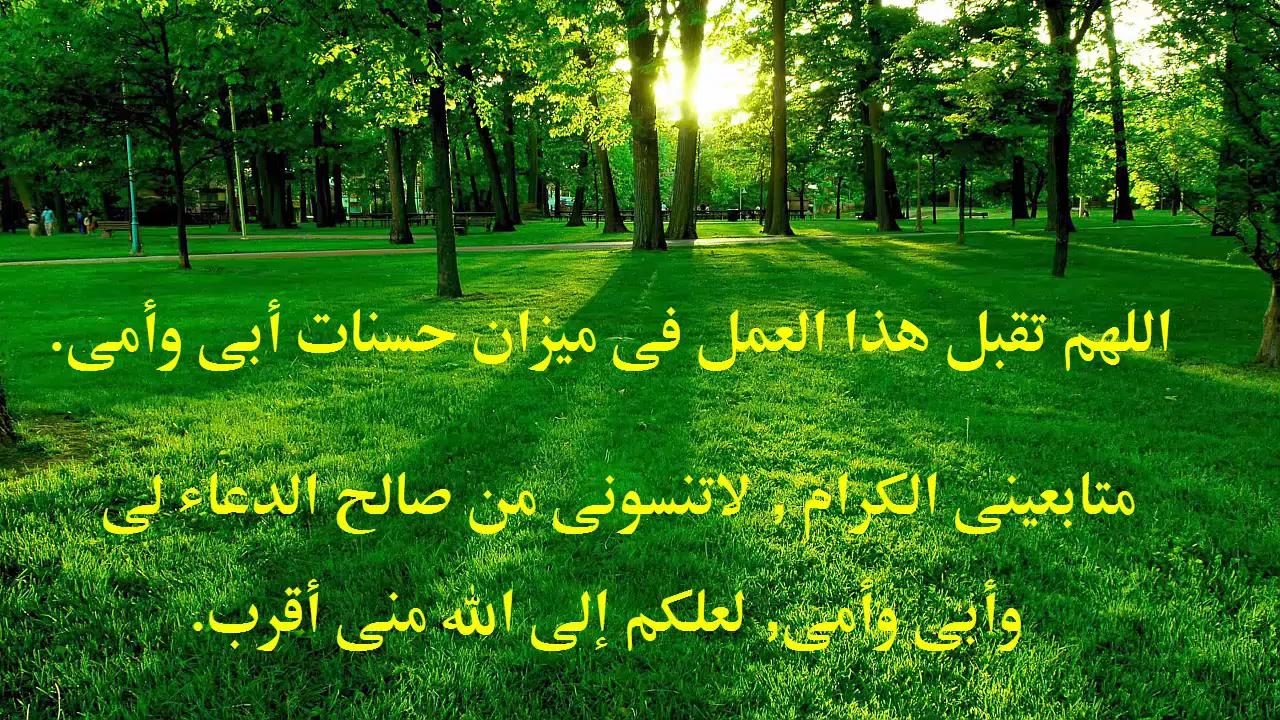 اللهم تقبل هذا العمل فى ميزان حسنات أبى وأمى.
متابعينى الكرام, لاتنسونى من صالح الدعاء لى
وأبى وأمى, لعلكم إلى الله منى أقرب.